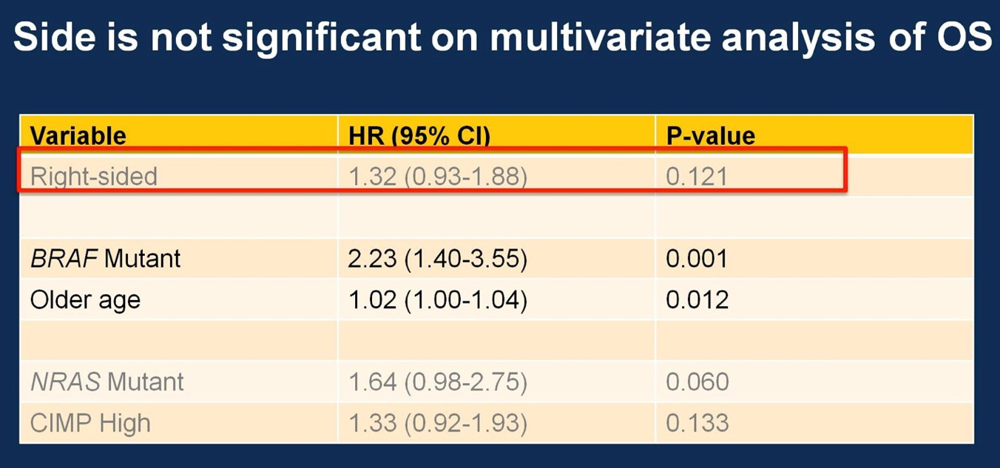 Side is not significant on multivariate analysis of OS
Variable HR (95% CI) P-value
Right-sided 1.32 (0.93-1.88) 0.121
BRAF Mutant 2.23 (1.40-3.55) 0.001
Older age 1.02 (1.00-1.04) 0.012
NRAS Mutant 1.64 (0.98-2.75) 0.060
CIMP High 1.33 (0.92-1.93) 0.133